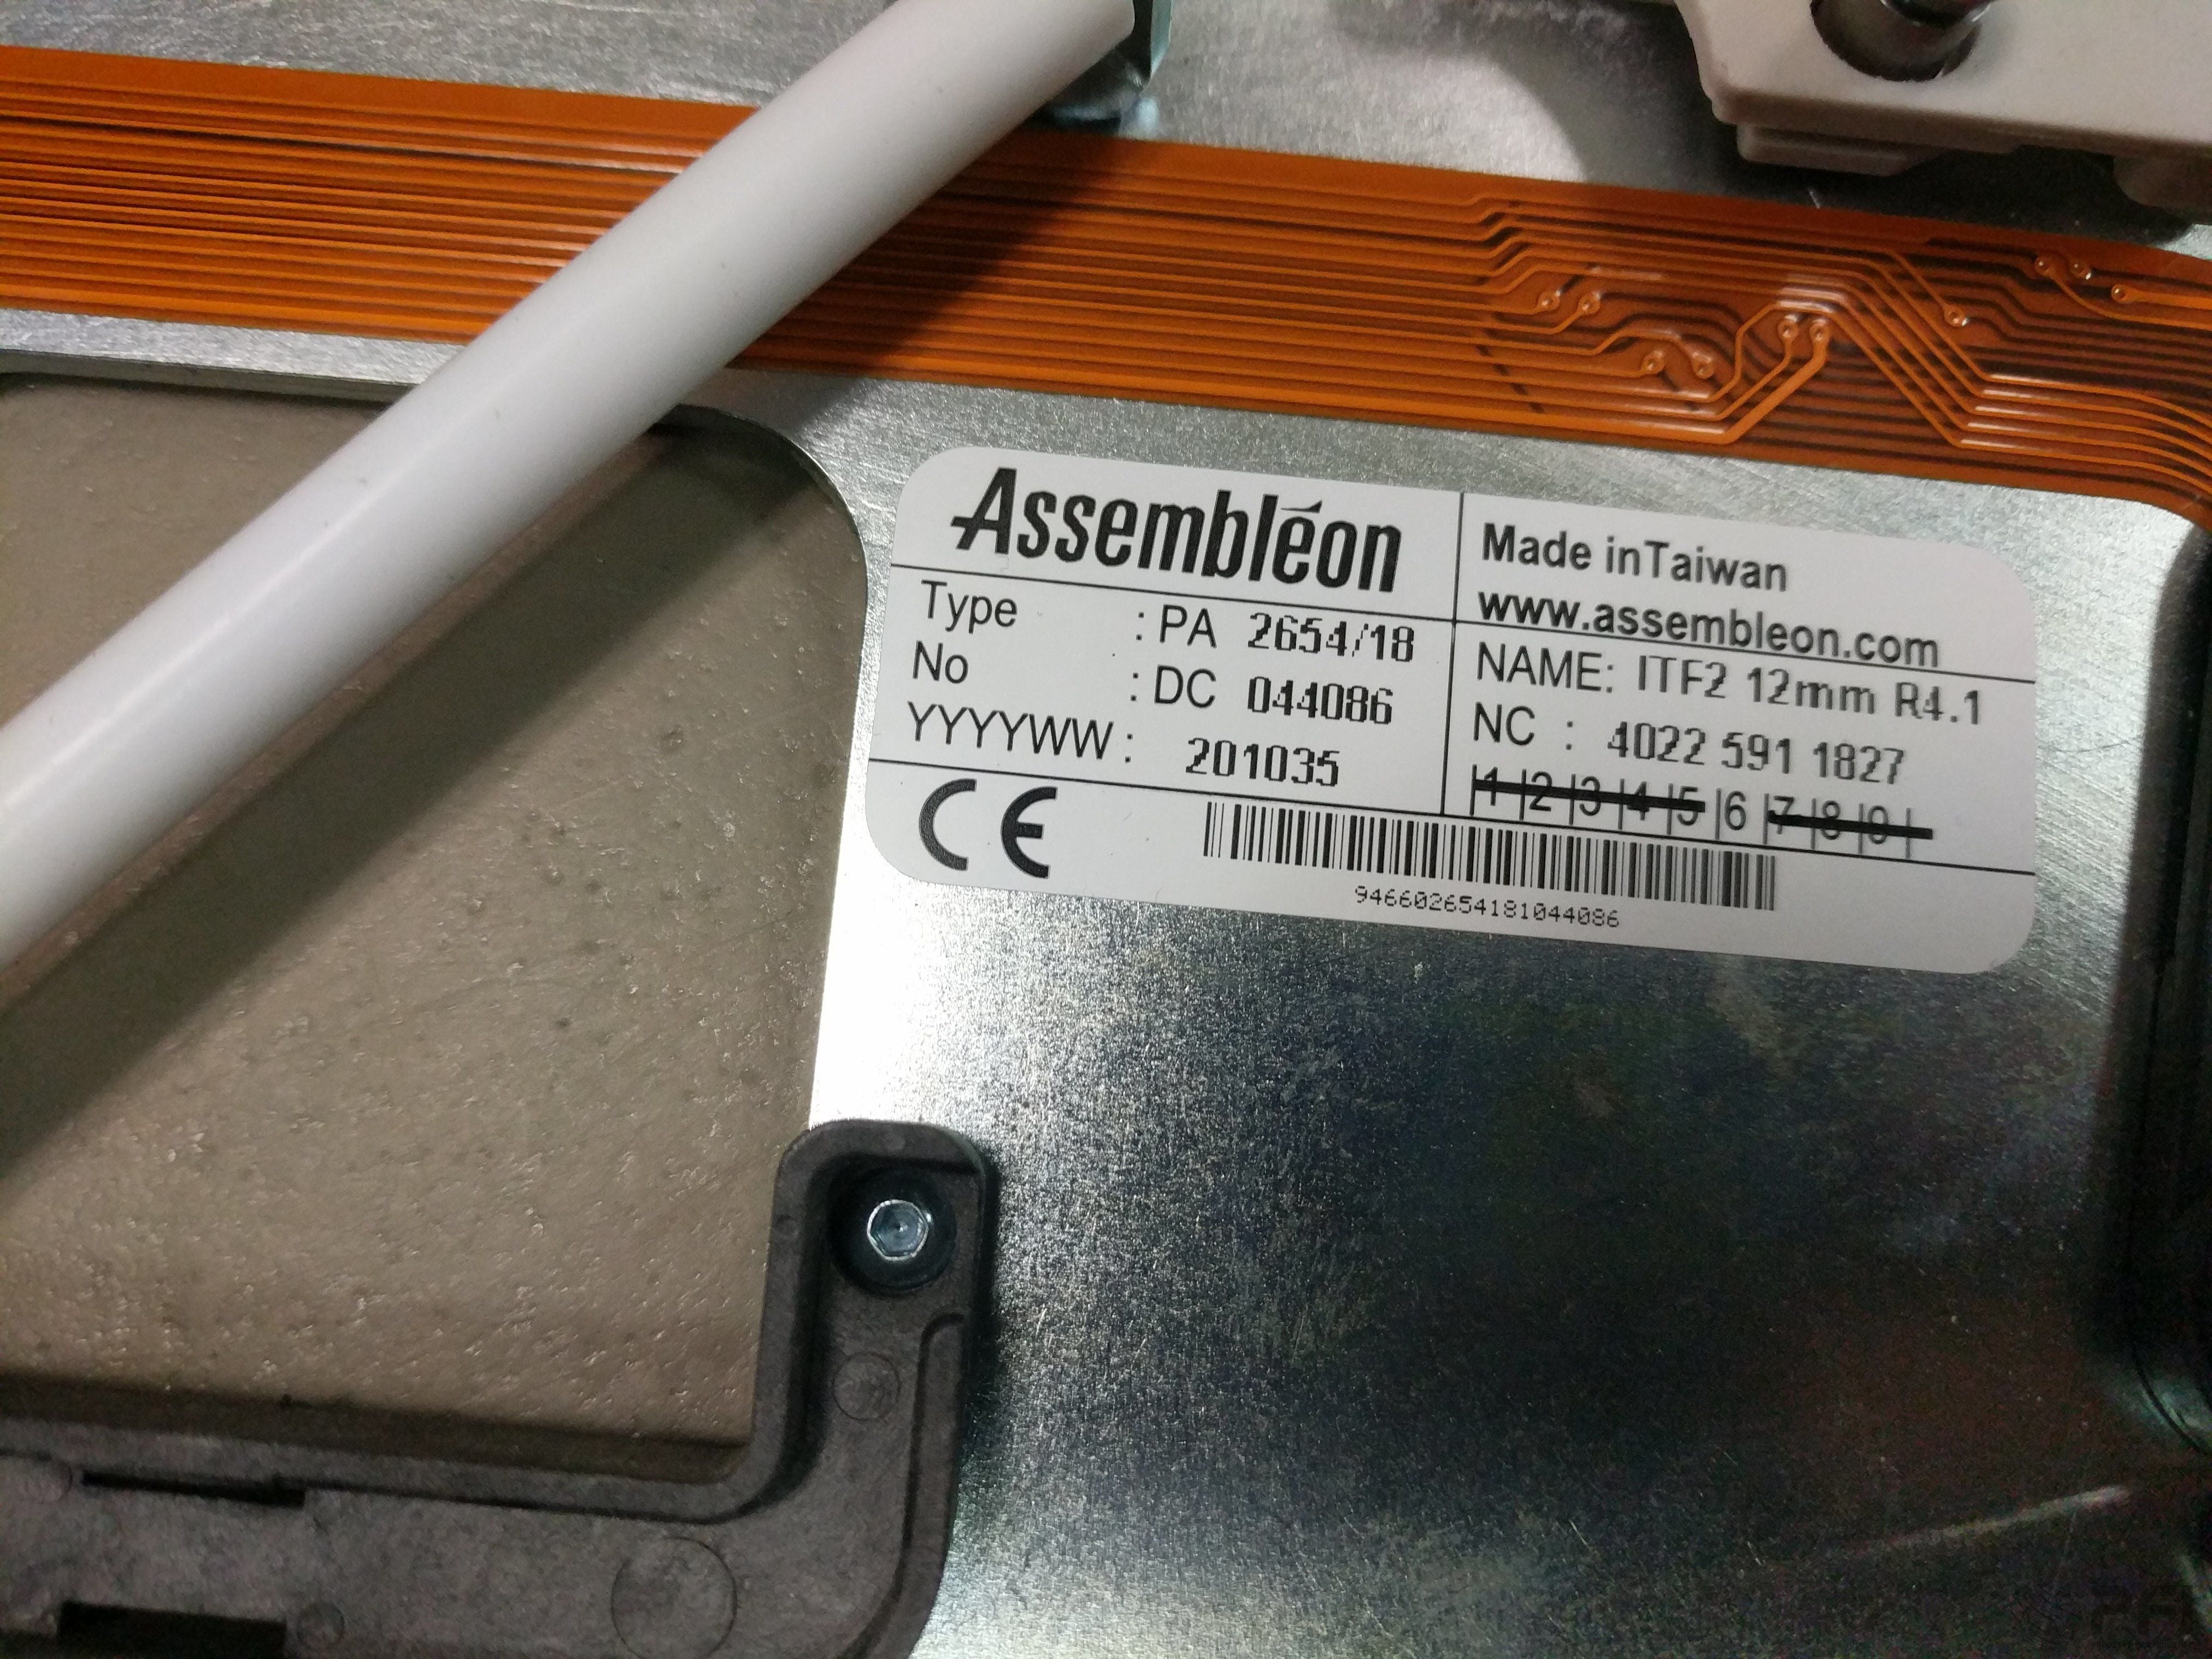 Assembléon
Made inTaiwan
www.assembleon.com
Type : PA 2654/18
No : DC 044086
YYYYWW : 201035
NAME: ITF2 12mm R4.1
NC : 4022 591 1827
|1|2|3|4|5|6|7|8|9|
CE
946602654181044086